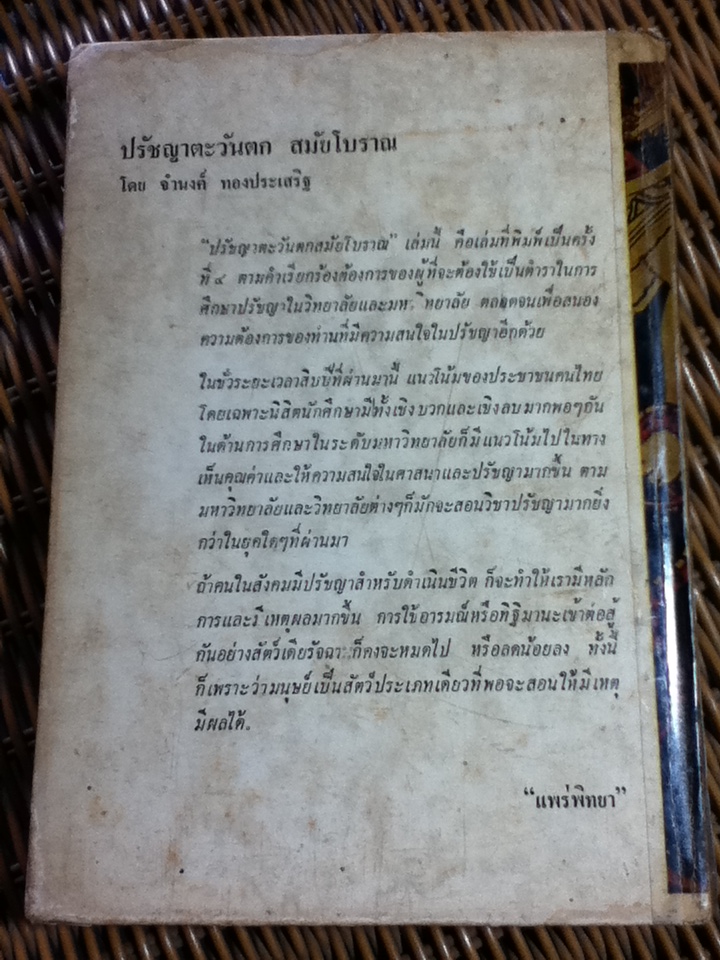 ปรัชญาตะวันตก สมัยโบราณ
โดย จำนงค์ ทองประเสริฐ
“ปรัชญาตะวันตกสมัยโบราณ” เล่มนี้ คือเล่มที่พิมพ์เป็นครั้ง
ที่ ๔ ตามคำเรียกร้องต้องการของผู้ที่จะต้องใช้เป็นตำราในการ
ศึกษาปรัชญาในวิทยาลัยและมห วิทยาลัย ตลอดจนเพื่อสนอง
ความต้องการของท่านที่มีความสนใจในปรัชญาอีกด้วย
ในชั่วระยะเวลาสิบปีที่ผ่านมานี้ แนวโน้มของประชาชนคนไทย
โดยเฉพาะนิสิตนักศึกษามีทั้งเชิงบวกและเชิงลบมากพอๆกัน
ในด้านการศึกษาในระดับมหาวิทยาลัยก็มีแนวโน้มไปในทาง
เห็นคุณค่าและให้ความสนใจในศาสนาและปรัชญามากขึ้น ตาม
มหาวิทยาลัยและวิทยาลัยต่างๆก็มักจะสอนวิชาปรัชญามากยิ่ง
กว่าในยุคใดๆที่ผ่านมา
ถ้าคนในสังคมมีปรัชญาสำหรับดำเนินชีวิต ก็จะทำให้เรามีหลัก
การและมีเหตุผลมากขึ้น การใช้อารมณ์หรือทิฐิมานะเข้าต่อสู้
กันอย่างสัตว์เดียรัจฉานก็คงจะหมดไป หรือลดน้อยลง ทั้งนี้
ก็เพราะว่ามนุษย์เป็นสัตว์ประเภทเดียวที่พอจะสอนให้มีเหตุ
มีผลได้.
“แพร่พิทยา”